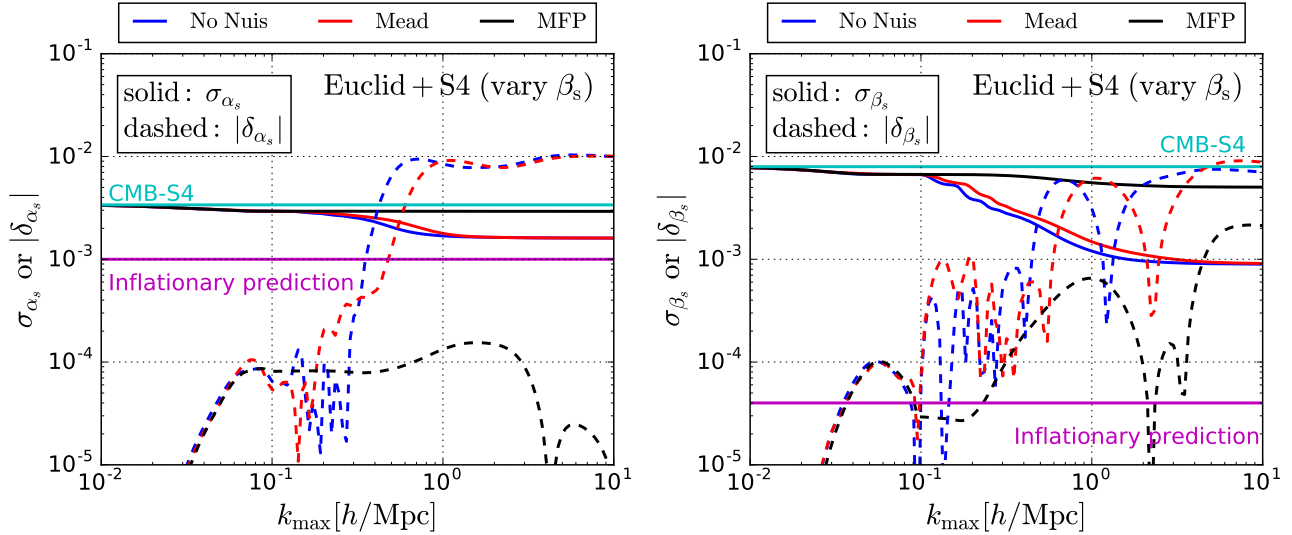 No Nuis Mead MFP
10^-1
10^-2
10^-3
10^-4
10^-5
σ_{α_s} or |δ_{α_s}|
solid: σ_{α_s}
dashed: |δ_{α_s}|
Euclid + S4 (vary β_s)
CMB-S4
Inflationary prediction
10^-2 10^-1 10^0 10^1
k_max[h/Mpc]
No Nuis Mead MFP
10^-1
10^-2
10^-3
10^-4
10^-5
σ_{β_s} or |δ_{β_s}|
solid: σ_{β_s}
dashed: |δ_{β_s}|
Euclid + S4 (vary β_s)
CMB-S4
Inflationary prediction
10^-2 10^-1 10^0 10^1
k_max[h/Mpc]